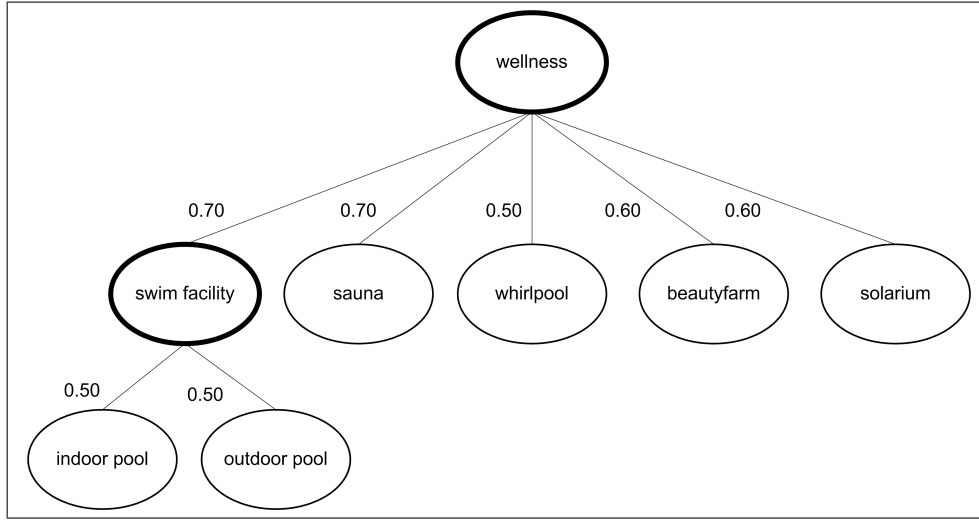 wellness
0.70 0.70 0.50 0.60 0.60
swim facility sauna whirlpool beautyfarm solarium
0.50 0.50
indoor pool outdoor pool